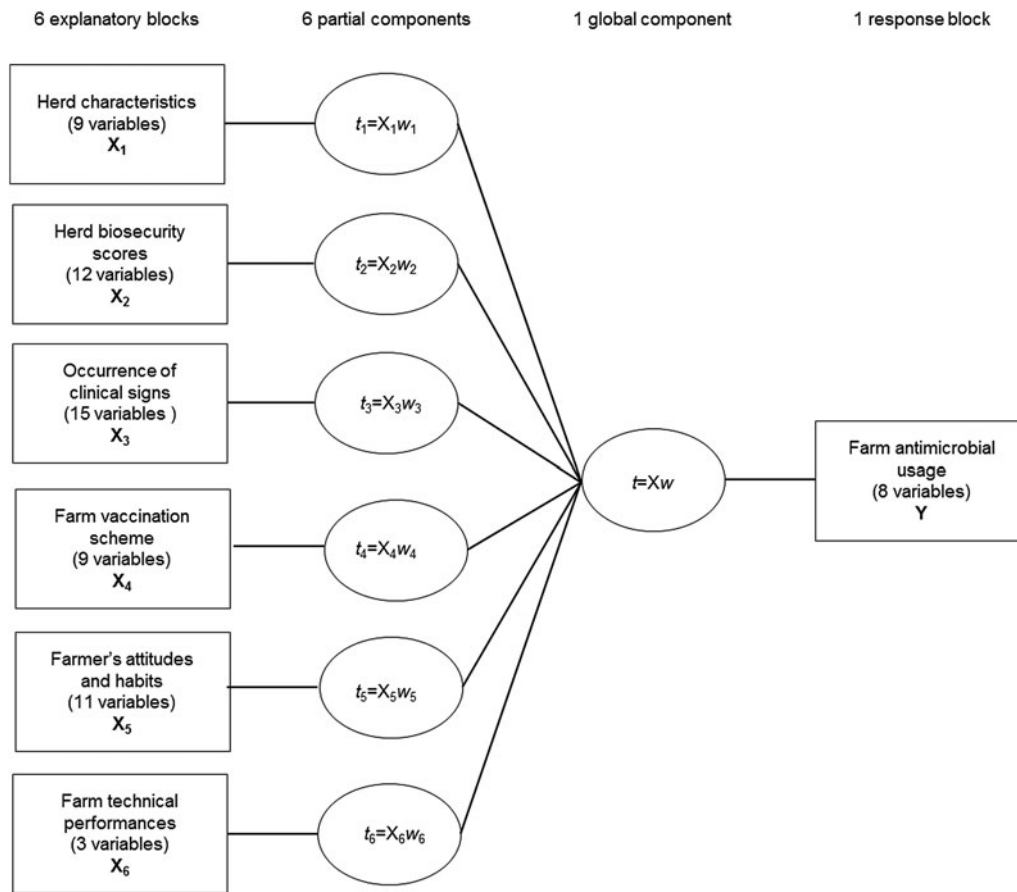 6 explanatory blocks
6 partial components
1 global component
1 response block
Herd characteristics
(9 variables)
X₁
t₁=X₁w₁
Herd biosecurity
scores
(12 variables)
X₂
t₂=X₂w₂
Occurrence of
clinical signs
(15 variables )
X₃
t₃=X₃w₃
Farm vaccination
scheme
(9 variables)
X₄
t₄=X₄w₄
Farmer's attitudes
and habits
(11 variables)
X₅
t₅=X₅w₅
Farm technical
performances
(3 variables)
X₆
t₆=X₆w₆
t=Xw
Farm antimicrobial
usage
(8 variables)
Y